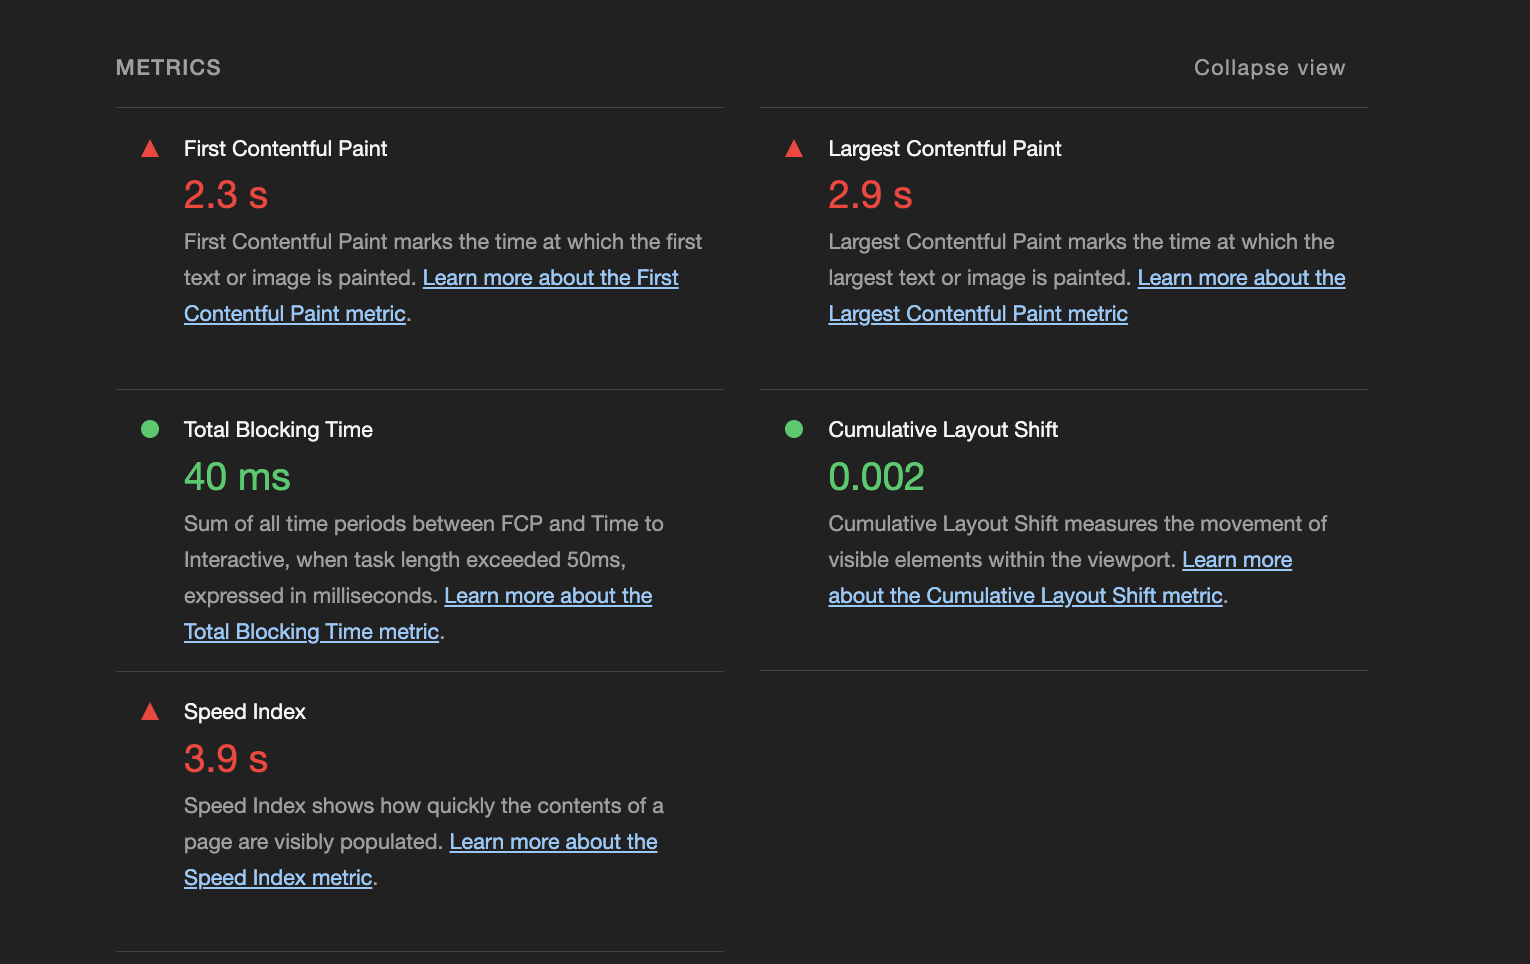 METRICS
Collapse view
First Contentful Paint
2.3 s
First Contentful Paint marks the time at which the first
text or image is painted. Learn more about the First
Contentful Paint metric.
Largest Contentful Paint
2.9 s
Largest Contentful Paint marks the time at which the
largest text or image is painted. Learn more about the
Largest Contentful Paint metric
Total Blocking Time
40 ms
Sum of all time periods between FCP and Time to
Interactive, when task length exceeded 50ms,
expressed in milliseconds. Learn more about the
Total Blocking Time metric.
Cumulative Layout Shift
0.002
Cumulative Layout Shift measures the movement of
visible elements within the viewport. Learn more
about the Cumulative Layout Shift metric.
Speed Index
3.9 s
Speed Index shows how quickly the contents of a
page are visibly populated. Learn more about the
Speed Index metric.